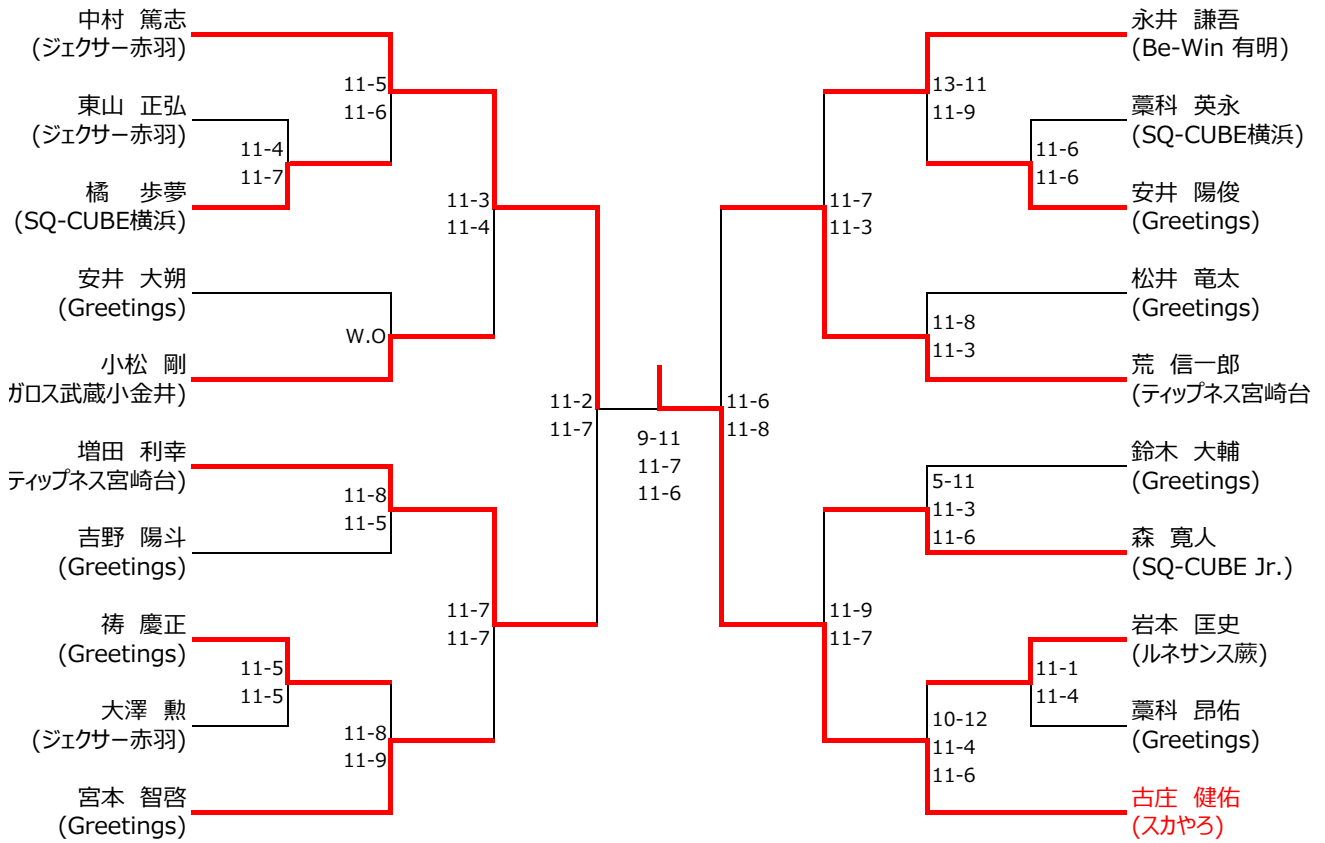 中村 篤志
(ジェクサー赤羽)
東山 正弘
(ジェクサー赤羽)
橘 歩夢
(SQ-CUBE横浜)
安井 大朔
(Greetings)
小松 剛
ガロス武蔵小金井)
増田 利幸
ティップネス宮崎台)
吉野 陽斗
(Greetings)
祷 慶正
(Greetings)
大澤 勲
(ジェクサー赤羽)
宮本 智啓
(Greetings)
11-4
11-7
11-5
11-5
11-5
11-6
W.O
11-8
11-5
11-8
11-9
11-3
11-4
11-7
11-7
11-2
11-7
9-11
11-7
11-6
11-6
11-8
11-7
11-3
11-9
11-7
13-11
11-9
11-8
11-3
5-11
11-3
11-6
10-12
11-4
11-6
11-6
11-6
11-1
11-4
永井 謙吾
(Be-Win 有明)
藁科 英永
(SQ-CUBE横浜)
安井 陽俊
(Greetings)
松井 竜太
(Greetings)
荒 信一郎
(ティップネス宮崎台
鈴木 大輔
(Greetings)
森 寛人
(SQ-CUBE Jr.)
岩本 匡史
(ルネサンス蕨)
藁科 昂佑
(Greetings)
古庄 健佑
(スカやろ)